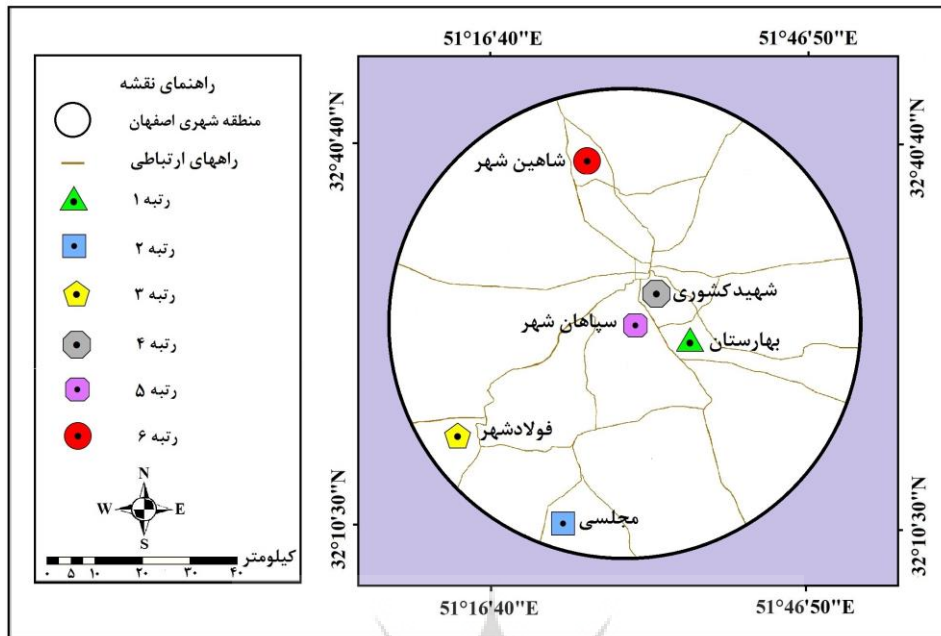 51°16'40"E
51°46'50"E
32°40'40"N
32°40'40"N
راهنمای نقشه
منطقه شهری اصفهان
راههای ارتباطی
رتبه ۱
رتبه ۲
رتبه ۳
رتبه ۴
رتبه ۵
رتبه ۶
N
W
E
S
کیلومتر
۰ ۵ ۱۰ ۲۰ ۳۰ ۴۰
شاهین شهر
شهیدکشوری
سپاهان شهر
بهارستان
فولادشهر
مجلسی
32°10'30"N
32°10'30"N
51°16'40"E
51°46'50"E